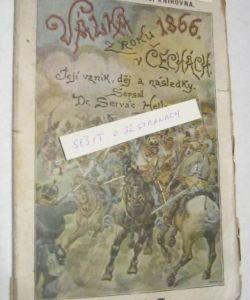 KNIHOVNA.
VÁLKA
Z ROKU 1866.
v ČECHÁCH.
Její vznik, děj a následky.
Sepsal
Dr. Servác Heller
SEŠIT O 32 STRANÁCH